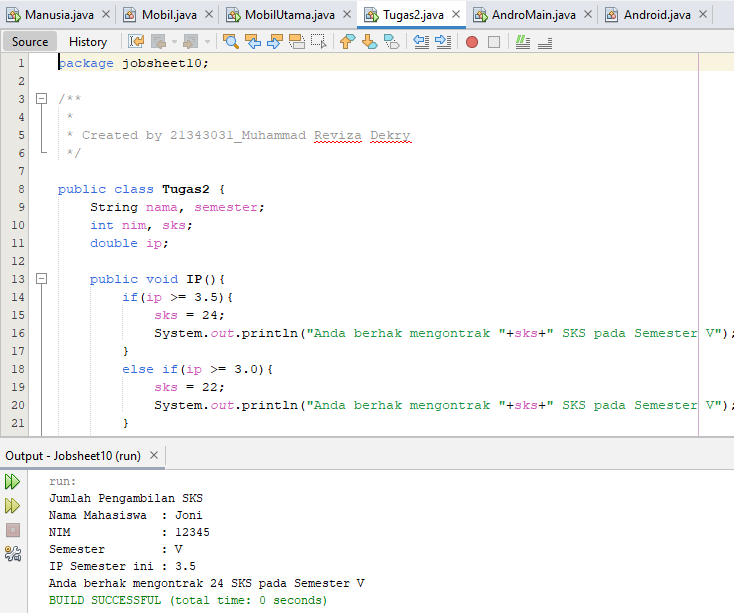 Manusia.java Mobil.java MobilUtama.java Tugas2.java AndroMain.java Android.java
Source History
1 package jobsheet10;
2
3 /**
4 *
5 * Created by 21343031_Muhammad Reviza Dekry
6 */
7
8 public class Tugas2 {
9 String nama, semester;
10 int nim, sks;
11 double ip;
12
13 public void IP(){
14 if(ip >= 3.5){
15 sks = 24;
16 System.out.println("Anda berhak mengontrak "+sks+" SKS pada Semester V");
17 }
18 else if(ip >= 3.0){
19 sks = 22;
20 System.out.println("Anda berhak mengontrak "+sks+" SKS pada Semester V");
21 }
Output - Jobsheet10 (run)
run:
Jumlah Pengambilan SKS
Nama Mahasiswa : Joni
NIM : 12345
Semester : V
IP Semester ini : 3.5
Anda berhak mengontrak 24 SKS pada Semester V
BUILD SUCCESSFUL (total time: 0 seconds)